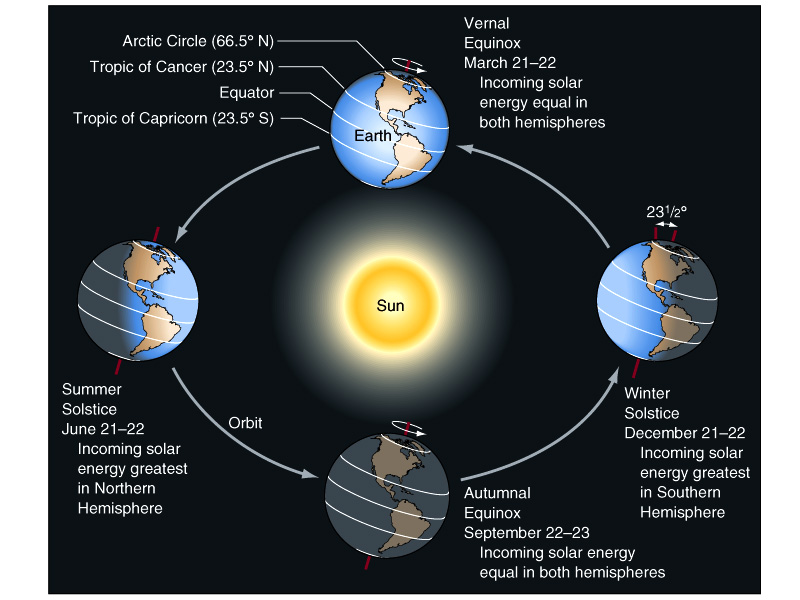 Arctic Circle (66.5° N)
Tropic of Cancer (23.5° N)
Equator
Tropic of Capricorn (23.5° S)
Earth
Vernal
Equinox
March 21–22
Incoming solar
energy equal in
both hemispheres
23 1/2°
Sun
Summer
Solstice
June 21–22
Incoming solar
energy greatest
in Northern
Hemisphere
Orbit
Autumnal
Equinox
September 22–23
Incoming solar energy
equal in both hemispheres
Winter
Solstice
December 21–22
Incoming solar
energy greatest
in Southern
Hemisphere